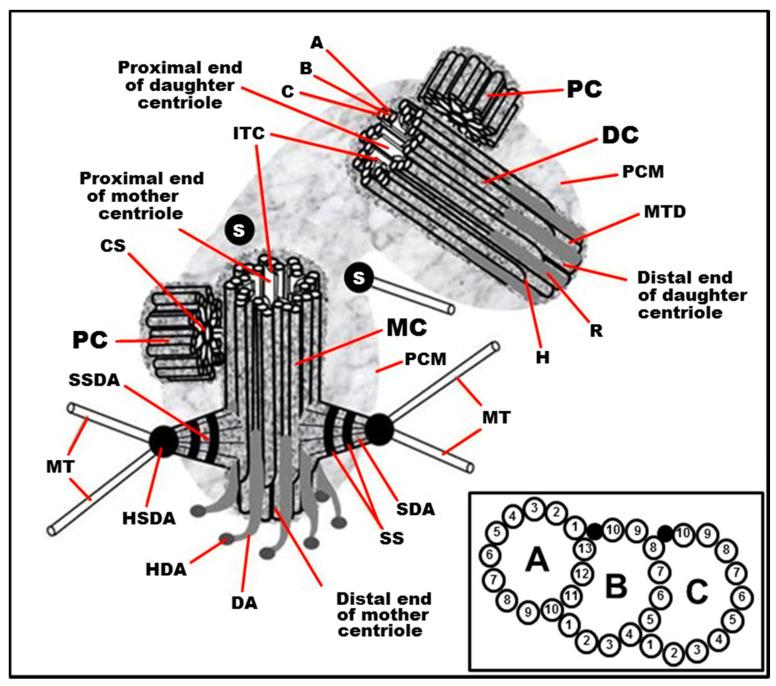 A
B
C
Proximal end
of daughter
centriole
ITC
PC
DC
PCM
MTD
Proximal end
of mother
centriole
CS
S
S
Distal end
of daughter
centriole
R
H
PC
MC
PCM
SSDA
MT
MT
HSDA
SDA
SS
HDA
DA
Distal end
of mother
centriole
A
1 2 3 4 5 6 7 8 9 10 11 12 13
B
1 2 3 4 5 6 7 8 9 10
C
1 2 3 4 5 6 7 8 9 10